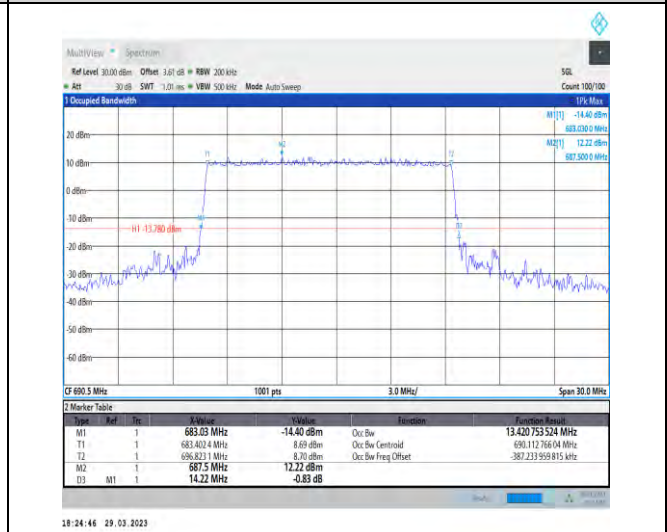 MultiView Spectrum
Ref Level 30.00 dBm Offset 3.61 dB RBW 200 kHz SGL
Att 30 dB SWT 1.01 ms VBW 500 kHz Mode Auto Sweep Count 100/100
1 Occupied Bandwidth 1Pk Max
M1[1] -14.40 dBm
683.030 0 MHz
M2[1] 12.22 dBm
687.500 0 MHz
20 dBm
M2
T1 T2
10 dBm
0 dBm
-10 dBm
H1 -13.780 dBm
-20 dBm
-30 dBm
-40 dBm
-50 dBm
-60 dBm
CF 690.5 MHz 1001 pts 3.0 MHz/ Span 30.0 MHz
2 Marker Table
Type Ref Trc X-Value Y-Value Function Function Result
M1 1 683.03 MHz -14.40 dBm Occ Bw 13.420 753 524 MHz
T1 1 683.402 4 MHz 8.69 dBm Occ Bw Centroid 690.112 766 04 MHz
T2 1 696.823 1 MHz 8.70 dBm Occ Bw Freq Offset -387.233 959 815 kHz
M2 1 687.5 MHz 12.22 dBm
D3 M1 1 14.22 MHz -0.83 dB
18:24:46 29.03.2023